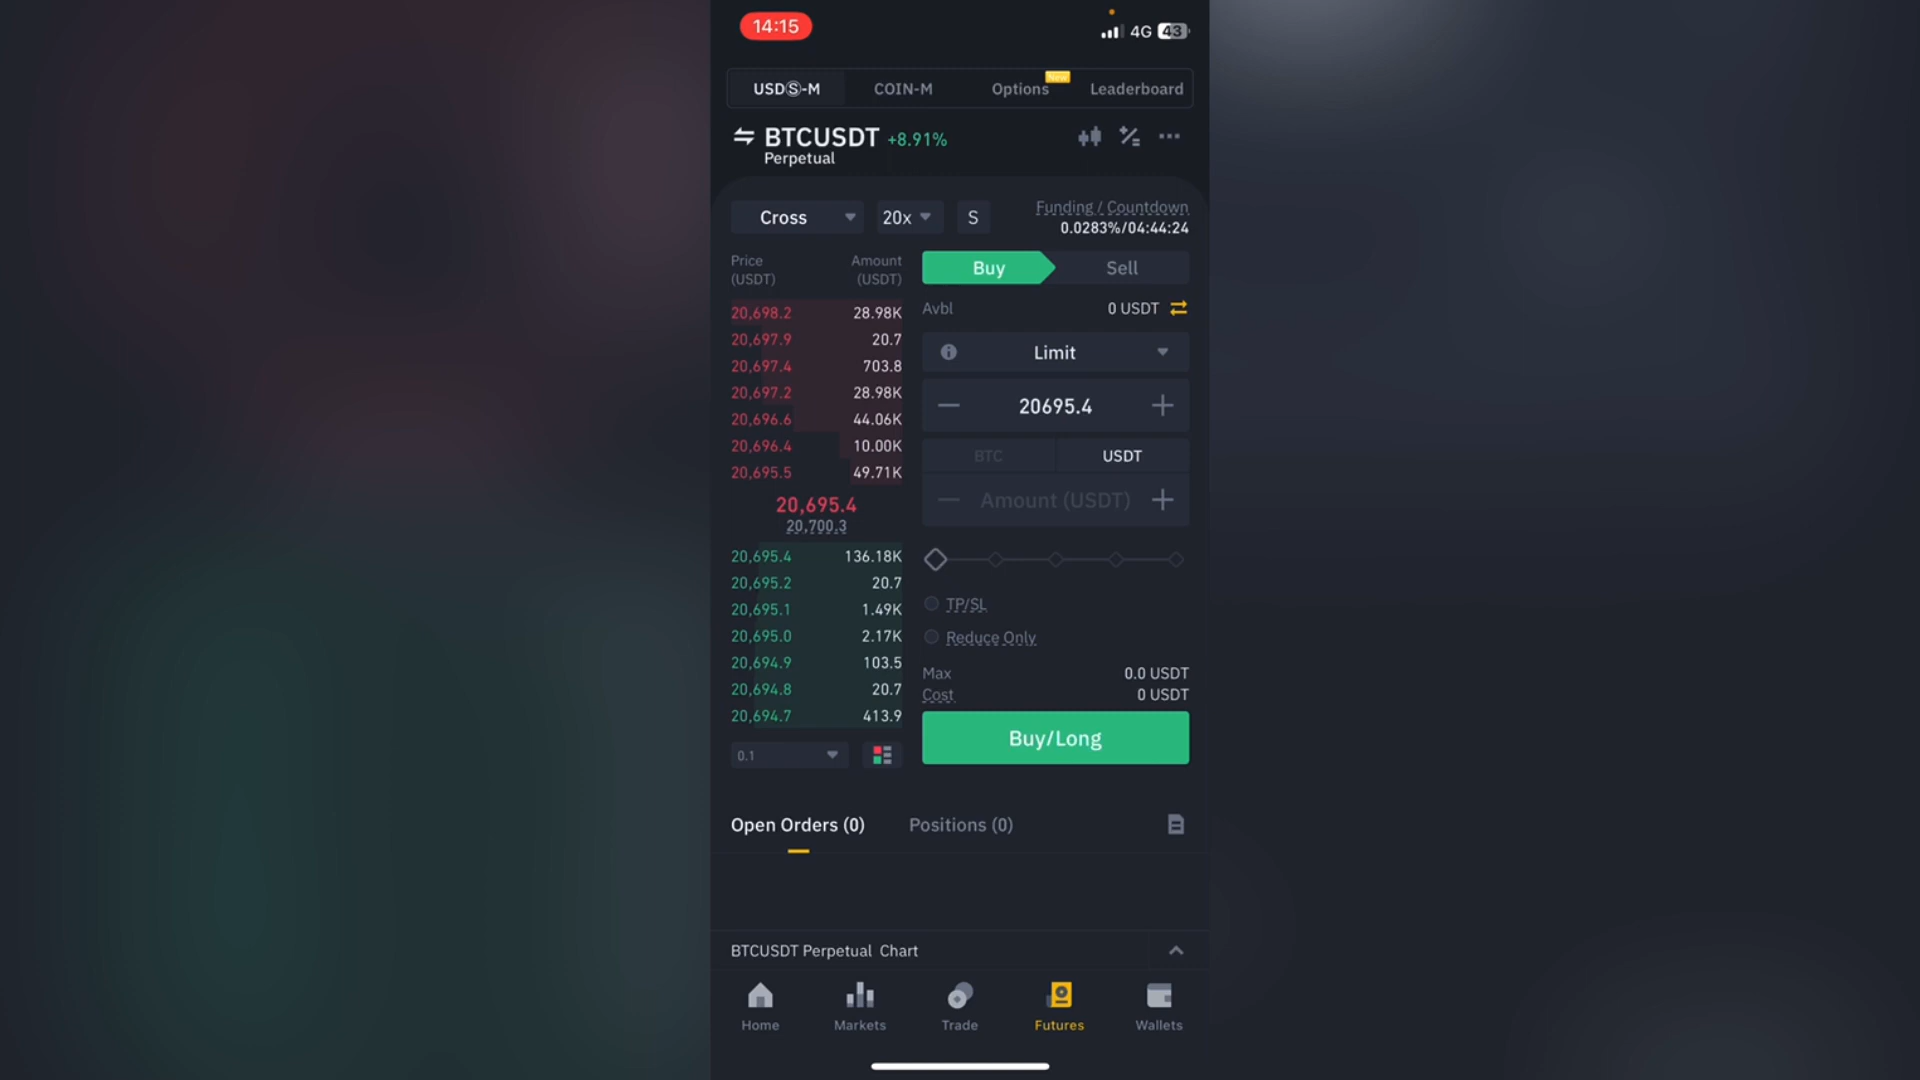 14:15
4G 43
USDⓈ-M COIN-M Options New Leaderboard
BTCUSDT +8.91%
Perpetual
Cross 20x S
Funding / Countdown
0.0283%/04:44:24
Price (USDT) Amount (USDT)
Buy Sell
Avbl 0 USDT
20,698.2 28.98K
20,697.9 20.7
20,697.4 703.8
20,697.2 28.98K
20,696.6 44.06K
20,696.4 10.00K
20,695.5 49.71K
20,695.4
20,700.3
20,695.4 136.18K
20,695.2 20.7
20,695.1 1.49K
20,695.0 2.17K
20,694.9 103.5
20,694.8 20.7
20,694.7 413.9
0.1
Limit
20695.4
BTC USDT
Amount (USDT)
TP/SL
Reduce Only
Max 0.0 USDT
Cost 0 USDT
Buy/Long
Open Orders (0) Positions (0)
BTCUSDT Perpetual Chart
Home Markets Trade Futures Wallets